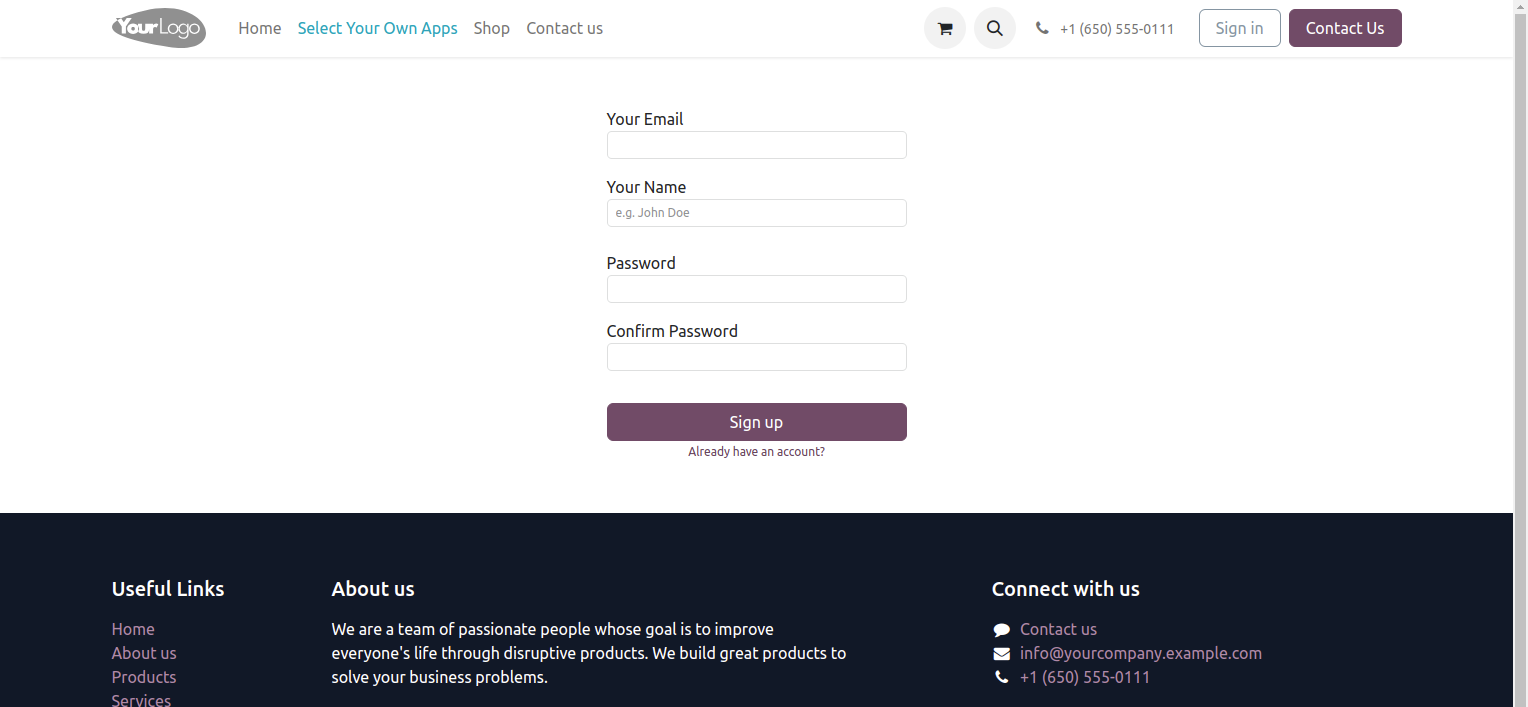 YourLogo
Home Select Your Own Apps Shop Contact us +1 (650) 555-0111 Sign in Contact Us
Your Email
Your Name
e.g. John Doe
Password
Confirm Password
Sign up
Already have an account?
Useful Links
Home
About us
Products
Services
About us
We are a team of passionate people whose goal is to improve
everyone's life through disruptive products. We build great products to
solve your business problems.
Connect with us
Contact us
info@yourcompany.example.com
+1 (650) 555-0111